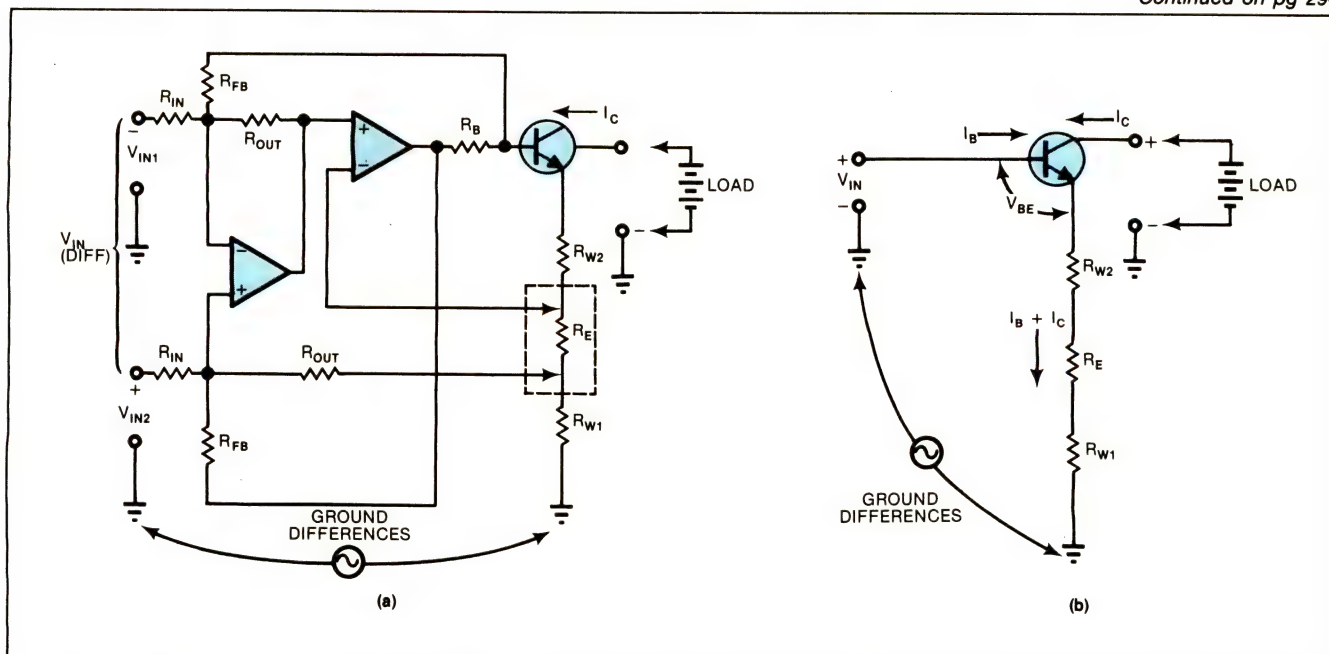 Continued on pg 29
R_FB
R_IN
R_OUT
R_B
I_C
−
V_IN1
+
−
LOAD
V_IN
(DIFF)
−
+
−
R_W2
R_E
R_IN
R_OUT
+
V_IN2
R_W1
R_FB
GROUND
DIFFERENCES
(a)
I_C
I_B
+
V_IN
−
V_BE
+
LOAD
−
R_W2
I_B + I_C
R_E
R_W1
GROUND
DIFFERENCES
(b)